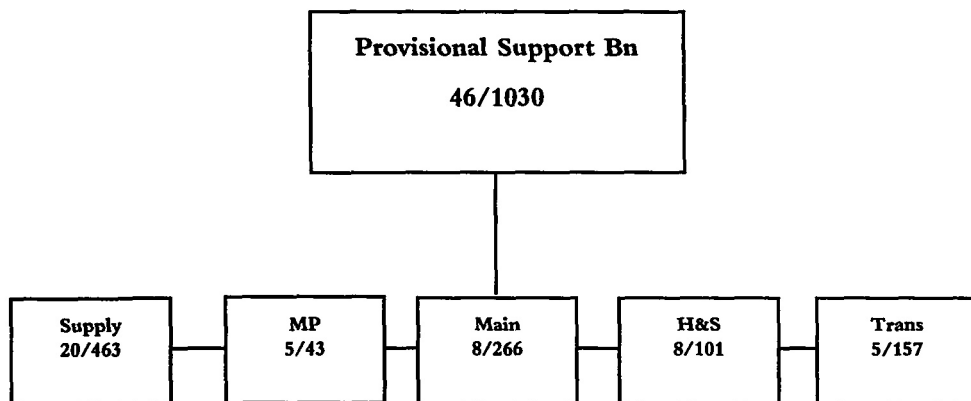 Provisional Support Bn
46/1030
Supply
20/463
MP
5/43
Main
8/266
H&S
8/101
Trans
5/157